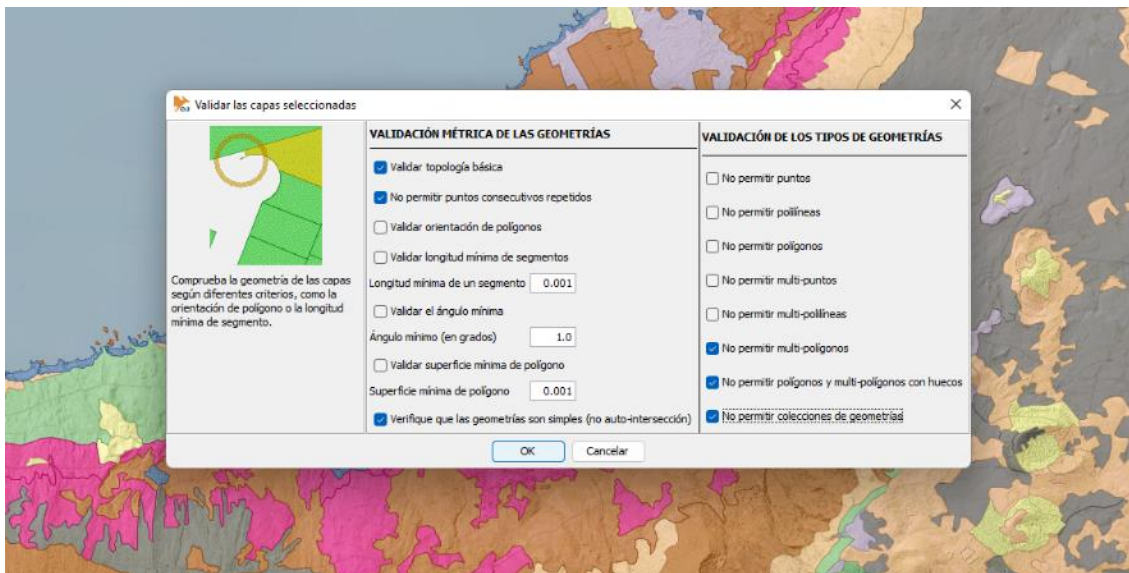 Validar las capas seleccionadas
Comprueba la geometría de las capas
según diferentes criterios, como la
orientación de polígono o la longitud
mínima de segmento.
VALIDACIÓN MÉTRICA DE LAS GEOMETRÍAS
Validar topología básica
No permitir puntos consecutivos repetidos
Validar orientación de polígonos
Validar longitud mínima de segmentos
Longitud mínima de un segmento 0.001
Validar el ángulo mínima
Ángulo mínimo (en grados) 1.0
Validar superficie mínima de polígono
Superficie mínima de polígono 0.001
Verifique que las geometrías son simples (no auto-intersección)
VALIDACIÓN DE LOS TIPOS DE GEOMETRÍAS
No permitir puntos
No permitir polilíneas
No permitir polígonos
No permitir multi-puntos
No permitir multi-polilíneas
No permitir multi-polígonos
No permitir polígonos y multi-polígonos con huecos
No permitir colecciones de geometrías
OK Cancelar